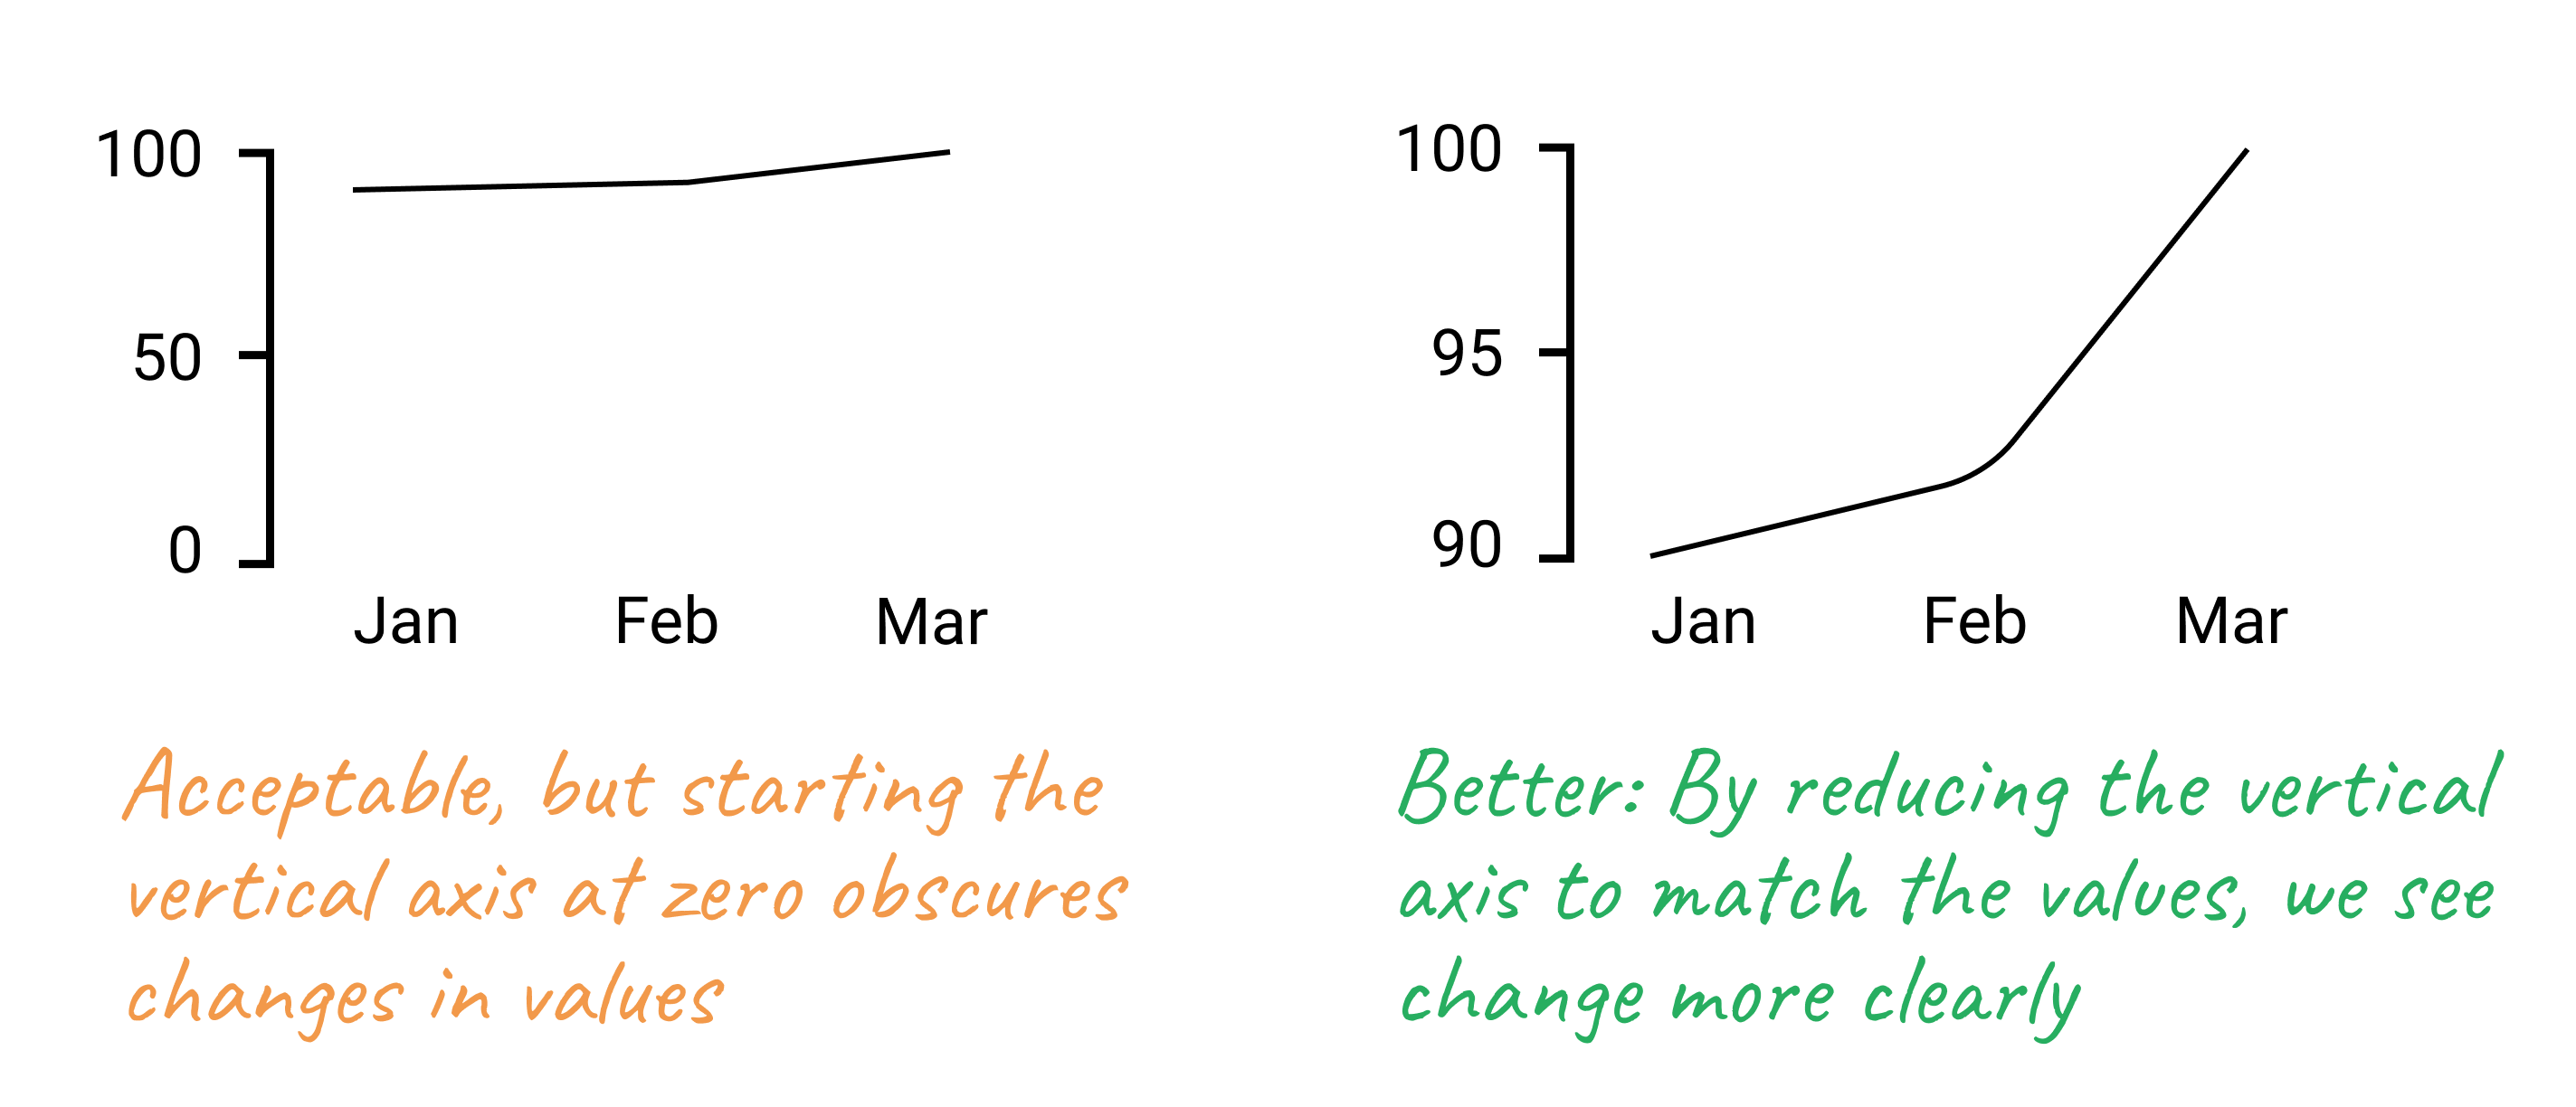 100
50
0
Jan Feb Mar
Acceptable, but starting the
vertical axis at zero obscures
changes in values
100
95
90
Jan Feb Mar
Better: By reducing the vertical
axis to match the values, we see
change more clearly